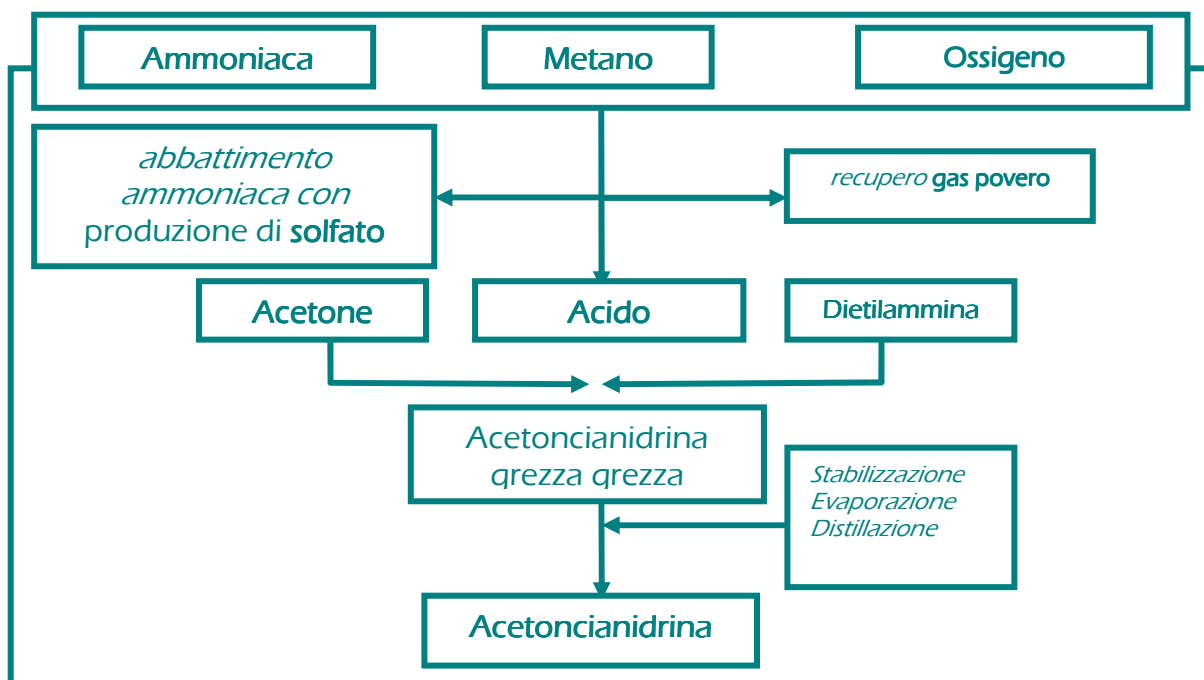 Ammoniaca
Metano
Ossigeno
abbattimento
ammoniaca con
produzione di solfato
recupero gas povero
Acetone
Acido
Dietilammina
Acetoncianidrina
grezza grezza
Stabilizzazione
Evaporazione
Distillazione
Acetoncianidrina